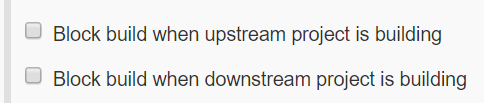 Block build when upstream project is building
Block build when downstream project is building